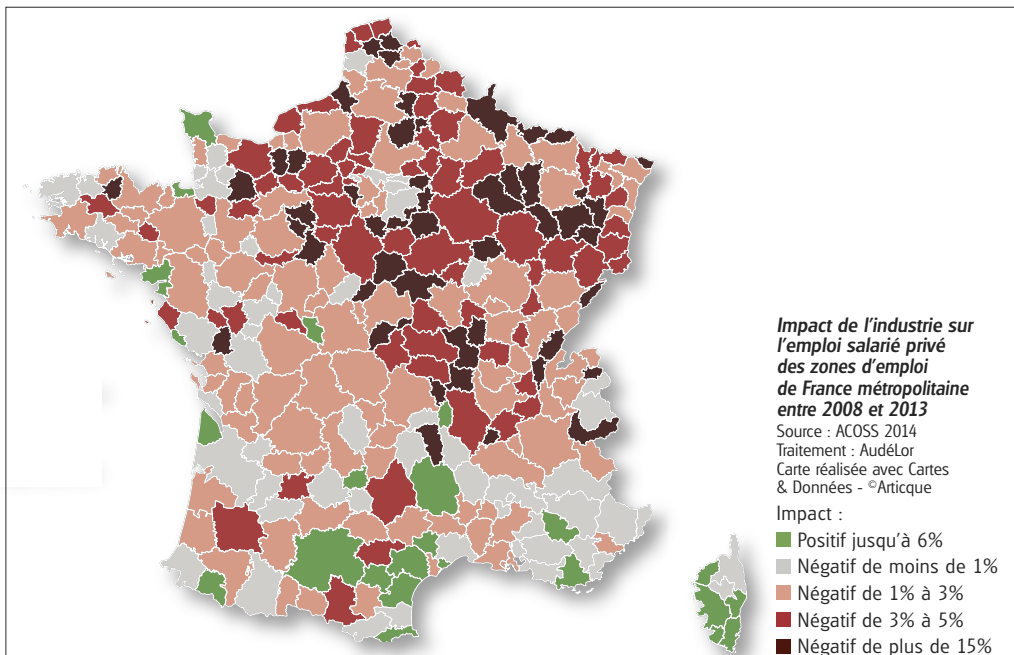 Impact de l'industrie sur
l'emploi salarié privé
des zones d'emploi
de France métropolitaine
entre 2008 et 2013
Source : ACOSS 2014
Traitement : AudéLor
Carte réalisée avec Cartes
& Données - ©Articque
Impact :
Positif jusqu'à 6%
Négatif de moins de 1%
Négatif de 1% à 3%
Négatif de 3% à 5%
Négatif de plus de 15%